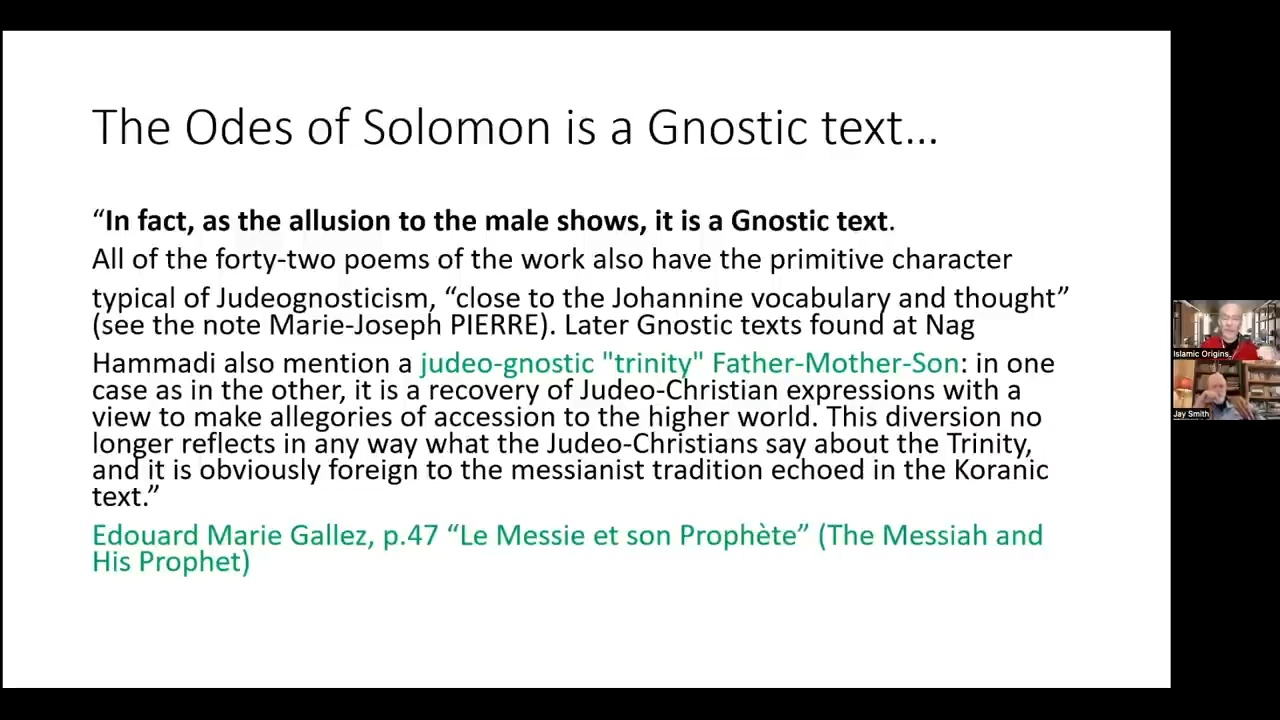 The Odes of Solomon is a Gnostic text...
“In fact, as the allusion to the male shows, it is a Gnostic text.
All of the forty-two poems of the work also have the primitive character
typical of Judeognosticism, “close to the Johannine vocabulary and thought”
(see the note Marie-Joseph PIERRE). Later Gnostic texts found at Nag
Hammadi also mention a judeo-gnostic "trinity" Father-Mother-Son: in one
case as in the other, it is a recovery of Judeo-Christian expressions with a
view to make allegories of accession to the higher world. This diversion no
longer reflects in any way what the Judeo-Christians say about the Trinity,
and it is obviously foreign to the messianist tradition echoed in the Koranic
text.”
Edouard Marie Gallez, p.47 “Le Messie et son Prophète” (The Messiah and
His Prophet)
Islamic Origins_
Jay Smith